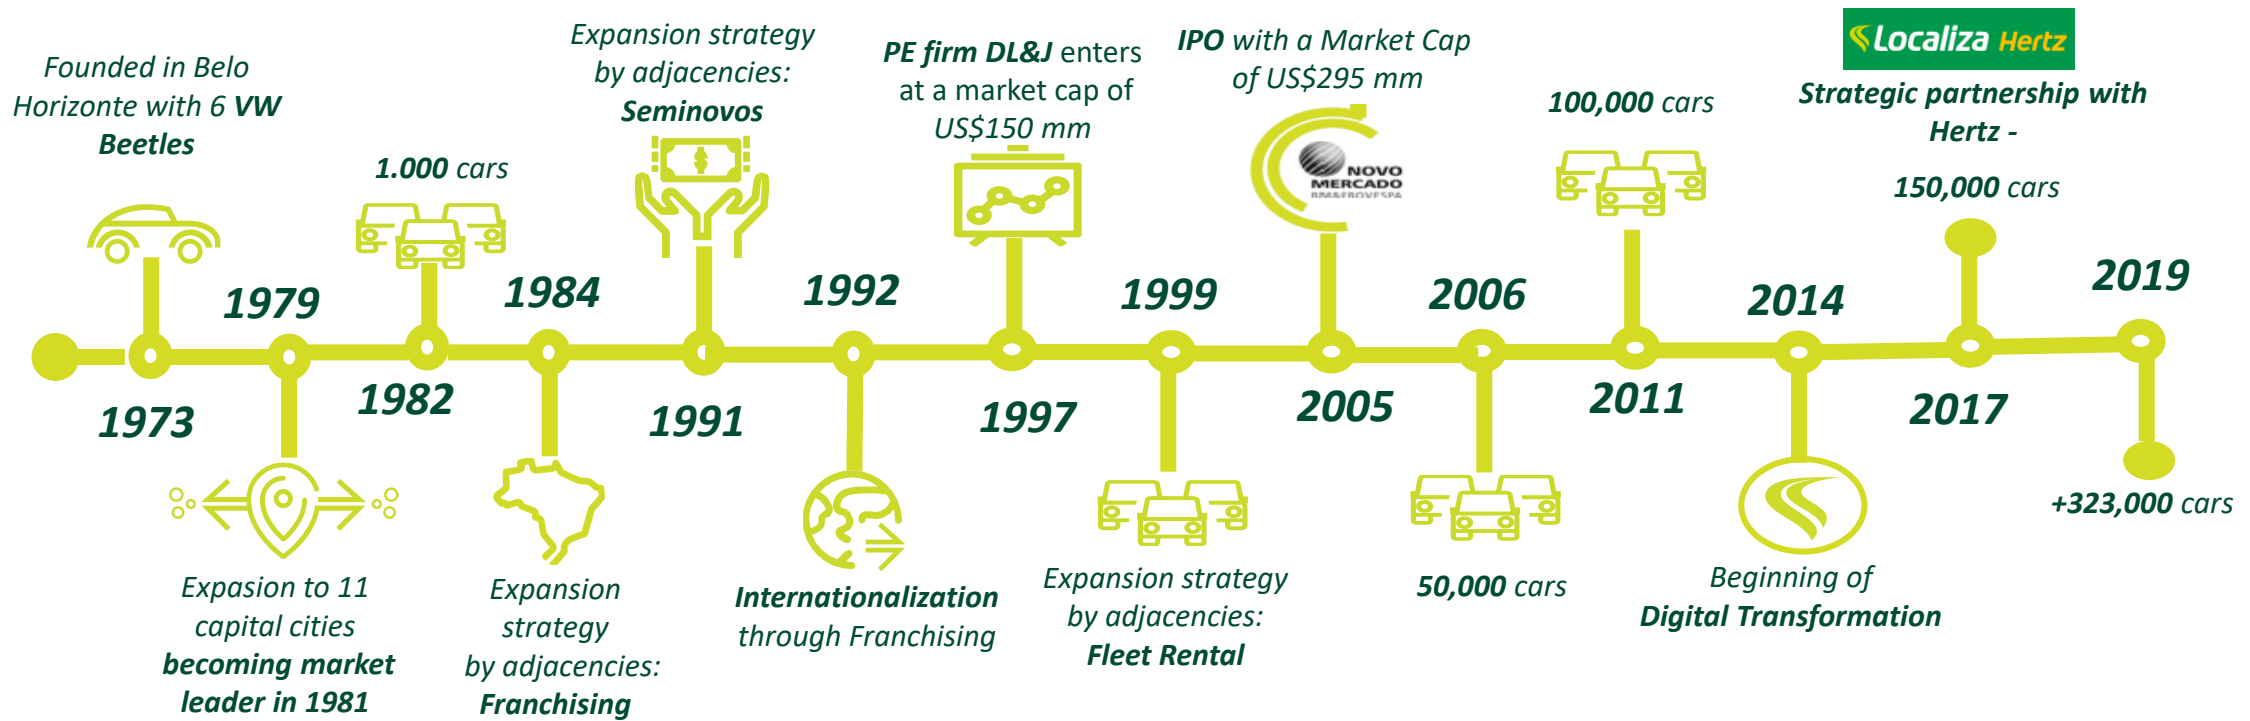 Founded in Belo
Horizonte with 6 VW
Beetles
1973
1979
Expasion to 11
capital cities
becoming market
leader in 1981
1.000 cars
1982
1984
Expansion
strategy
by adjacencies:
Franchising
Expansion strategy
by adjacencies:
Seminovos
1991
1992
Internationalization
through Franchising
PE firm DL&J enters
at a market cap of
US$150 mm
1997
1999
Expansion strategy
by adjacencies:
Fleet Rental
IPO with a Market Cap
of US$295 mm
NOVO
MERCADO
BM&FBOVESPA
2005
2006
50,000 cars
100,000 cars
2011
2014
Beginning of
Digital Transformation
Localiza Hertz
Strategic partnership with
Hertz -
150,000 cars
2017
2019
+323,000 cars